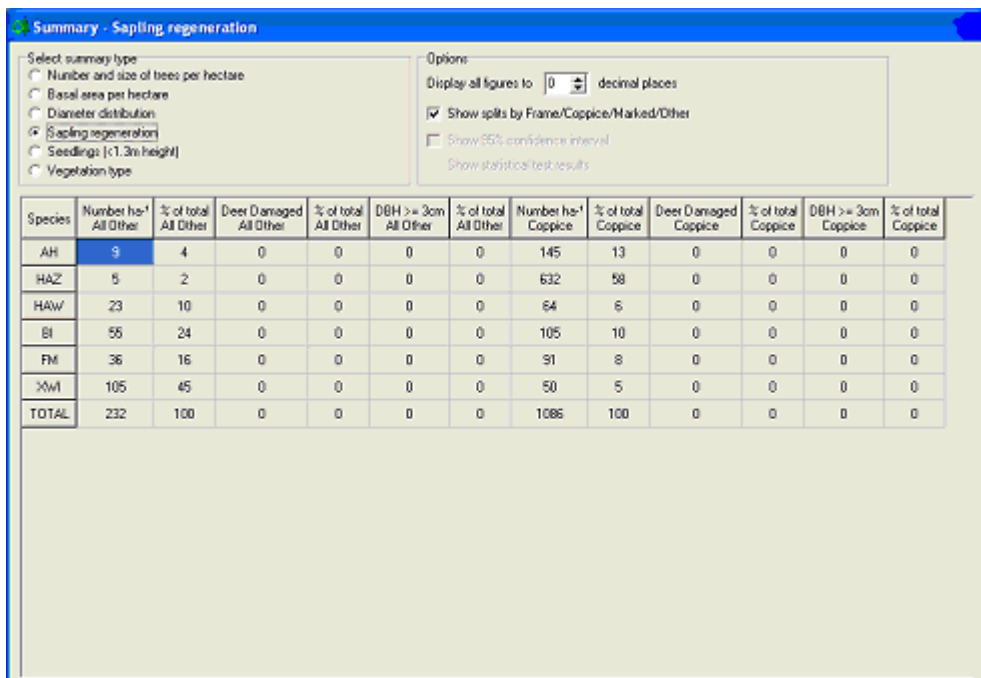 Summary - Sapling regeneration
Select summary type
Number and size of trees per hectare
Basal area per hectare
Diameter distribution
Sapling regeneration
Seedlings (<1.3m height)
Vegetation type
Options
Display all figures to 0 decimal places
Show splits by Frame/Coppice/Marked/Other
Show 95% confidence interval
Show statistical test results
Species Number ha-¹ % of total Deer Damaged % of total DBH >= 3cm % of total Number ha-¹ % of total Deer Damaged % of total DBH >= 3cm % of total
All Other All Other All Other All Other All Other All Other Coppice Coppice Coppice Coppice Coppice Coppice
AH 9 4 0 0 0 0 145 13 0 0 0 0
HAZ 5 2 0 0 0 0 632 58 0 0 0 0
HAW 23 10 0 0 0 0 64 6 0 0 0 0
BI 55 24 0 0 0 0 105 10 0 0 0 0
FM 36 16 0 0 0 0 91 8 0 0 0 0
XWI 105 45 0 0 0 0 50 5 0 0 0 0
TOTAL 232 100 0 0 0 0 1086 100 0 0 0 0